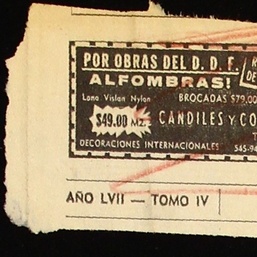 POR OBRAS DEL D. D. F.
ALFOMBRAS!
Lana Vislan Nylon BROCADAS $79.00
$49.00 Mz. CANDILES y CO
DECORACIONES INTERNACIONALES 545-94
AÑO LVII — TOMO IV